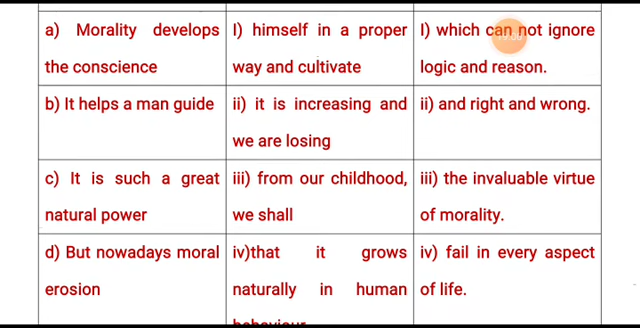 a) Morality develops the conscience
I) himself in a proper way and cultivate
I) which can not ignore logic and reason.
b) It helps a man guide
ii) it is increasing and we are losing
ii) and right and wrong.
c) It is such a great natural power
iii) from our childhood, we shall
iii) the invaluable virtue of morality.
d) But nowadays moral erosion
iv)that it grows naturally in human behaviour
iv) fail in every aspect of life.